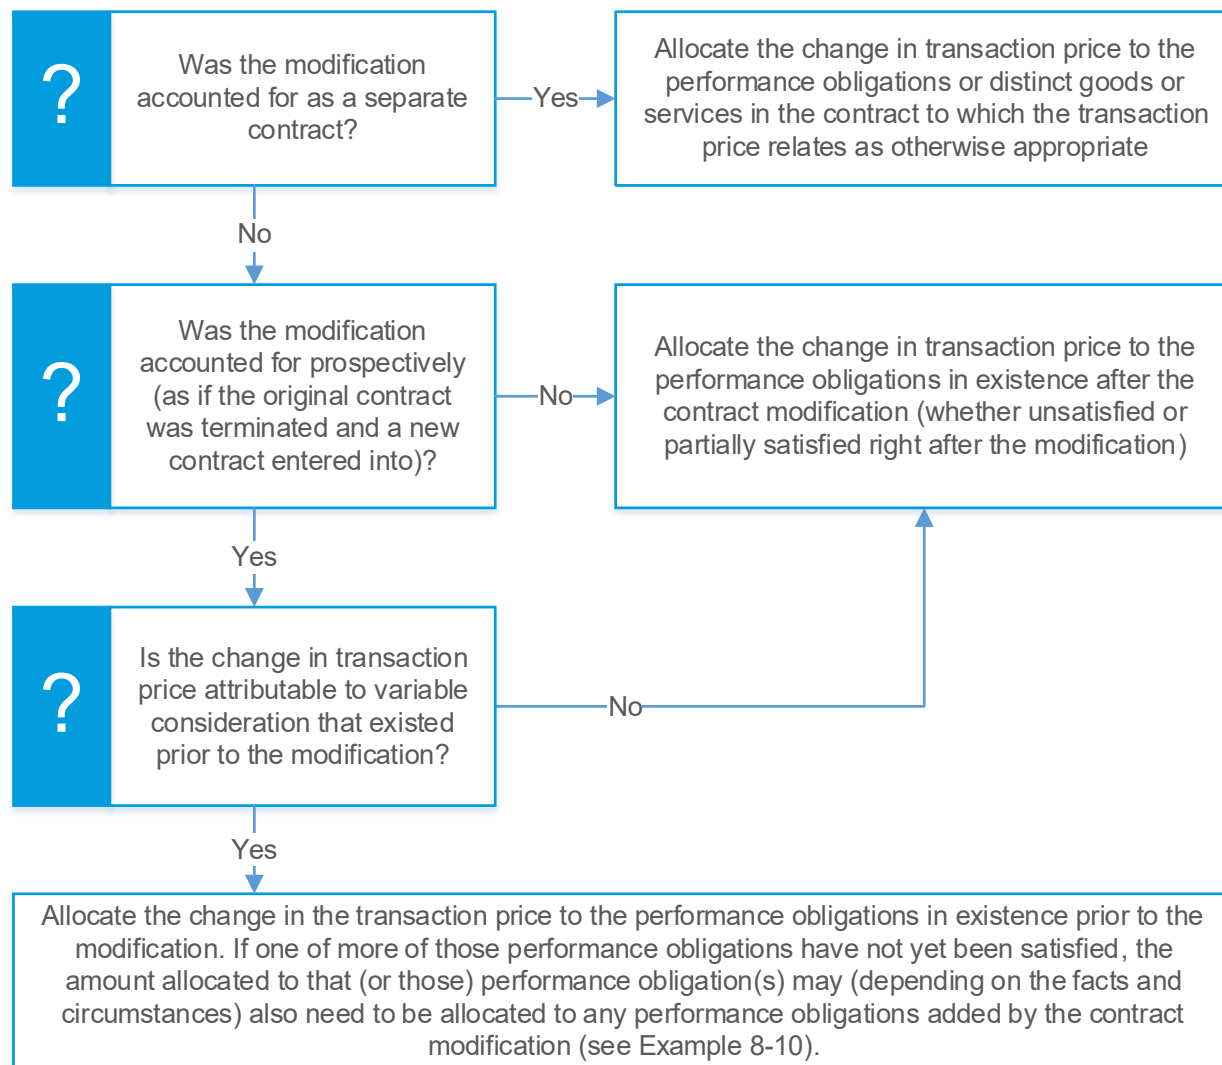 ?
Was the modification
accounted for as a separate
contract?
Yes
Allocate the change in transaction price to the
performance obligations or distinct goods or
services in the contract to which the transaction
price relates as otherwise appropriate
No
?
Was the modification
accounted for prospectively
(as if the original contract
was terminated and a new
contract entered into)?
No
Allocate the change in transaction price to the
performance obligations in existence after the
contract modification (whether unsatisfied or
partially satisfied right after the modification)
Yes
?
Is the change in transaction
price attributable to variable
consideration that existed
prior to the modification?
No
Yes
Allocate the change in the transaction price to the performance obligations in existence prior to the
modification. If one of more of those performance obligations have not yet been satisfied, the
amount allocated to that (or those) performance obligation(s) may (depending on the facts and
circumstances) also need to be allocated to any performance obligations added by the contract
modification (see Example 8-10).